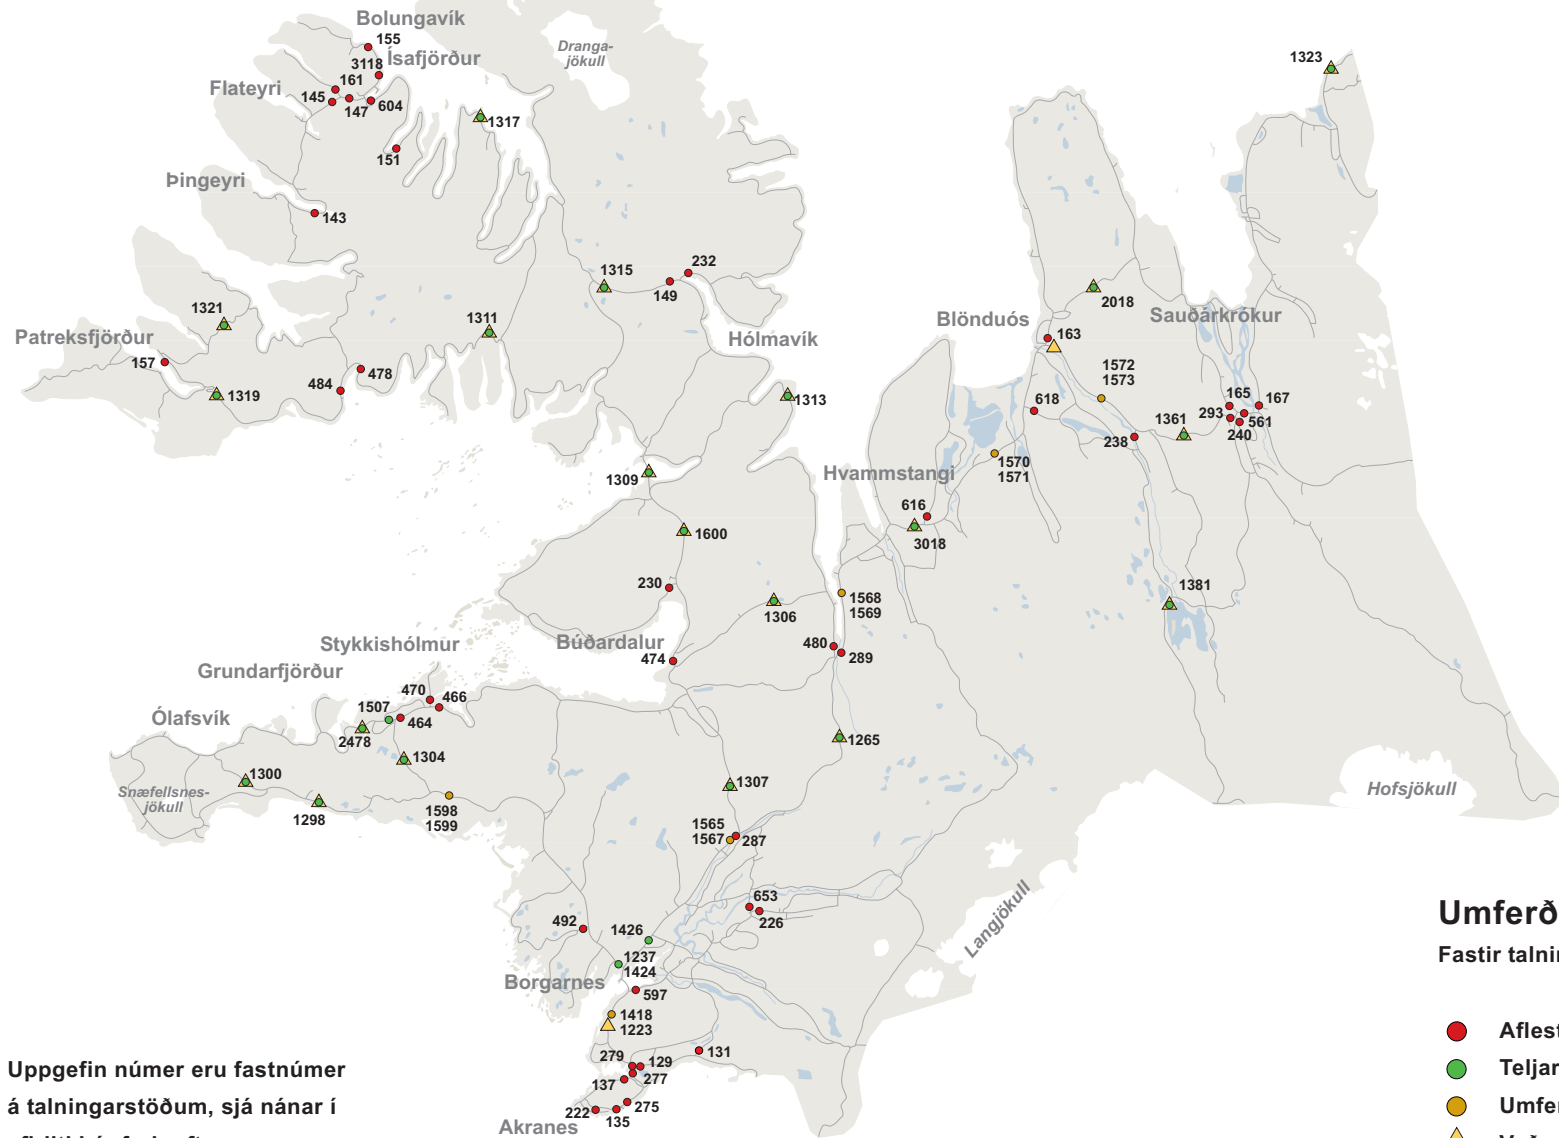 Bolungavík
155
3118
Ísafjörður
Dranga-
jökull
1323
161
Flateyri
145
147
604
1317
151
Þingeyri
143
232
1315
149
2018
1321
1311
Sauðárkrókur
Blönduós
163
Patreksfjörður
157
Hólmavík
478
484
1572
1573
1319
1313
618
165
167
293
561
240
1361
238
1309
Hvammstangi
1570
1571
616
3018
1600
230
1568
1569
1306
1381
Stykkishólmur
Búðardalur
480
289
474
Grundarfjörður
470
466
1507
464
Ólafsvík
2478
1265
1304
1300
1307
Snæfellsnes-
jökull
Hofsjökull
1298
1598
1599
1565
1567
287
653
226
Langjökull
492
1426
1237
1424
Borgarnes
597
1418
1223
279
129
131
137
277
275
222
135
Akranes
Umferð
Fastir talnin
Aflest
Teljar
Umfer
Uppgefin númer eru fastnúmer
á talningarstöðum, sjá nánar í